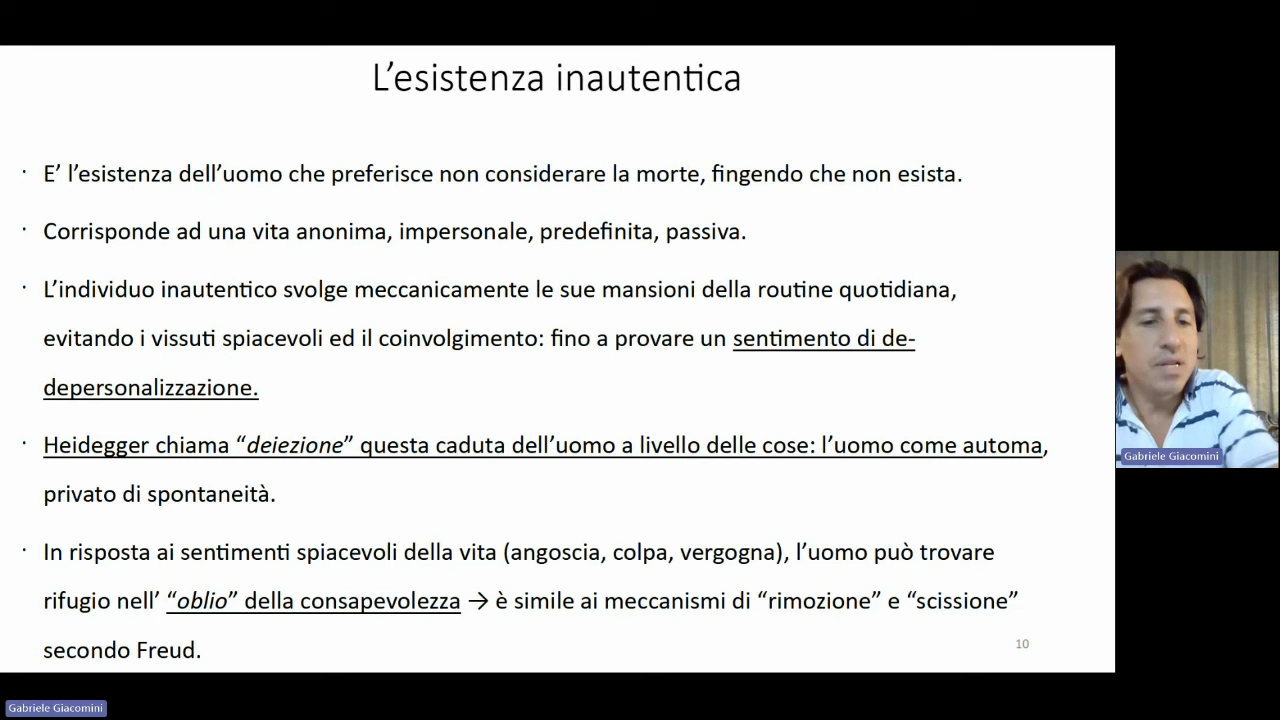 L'esistenza inautentica
· E' l'esistenza dell'uomo che preferisce non considerare la morte, fingendo che non esista.
· Corrisponde ad una vita anonima, impersonale, predefinita, passiva.
· L'individuo inautentico svolge meccanicamente le sue mansioni della routine quotidiana,
evitando i vissuti spiacevoli ed il coinvolgimento: fino a provare un sentimento di de-
depersonalizzazione.
· Heidegger chiama “deiezione” questa caduta dell'uomo a livello delle cose: l'uomo come automa,
privato di spontaneità.
· In risposta ai sentimenti spiacevoli della vita (angoscia, colpa, vergogna), l'uomo può trovare
rifugio nell' “oblio” della consapevolezza → è simile ai meccanismi di “rimozione” e “scissione”
secondo Freud.
10
Gabriele Giacomini
Gabriele Giacomini